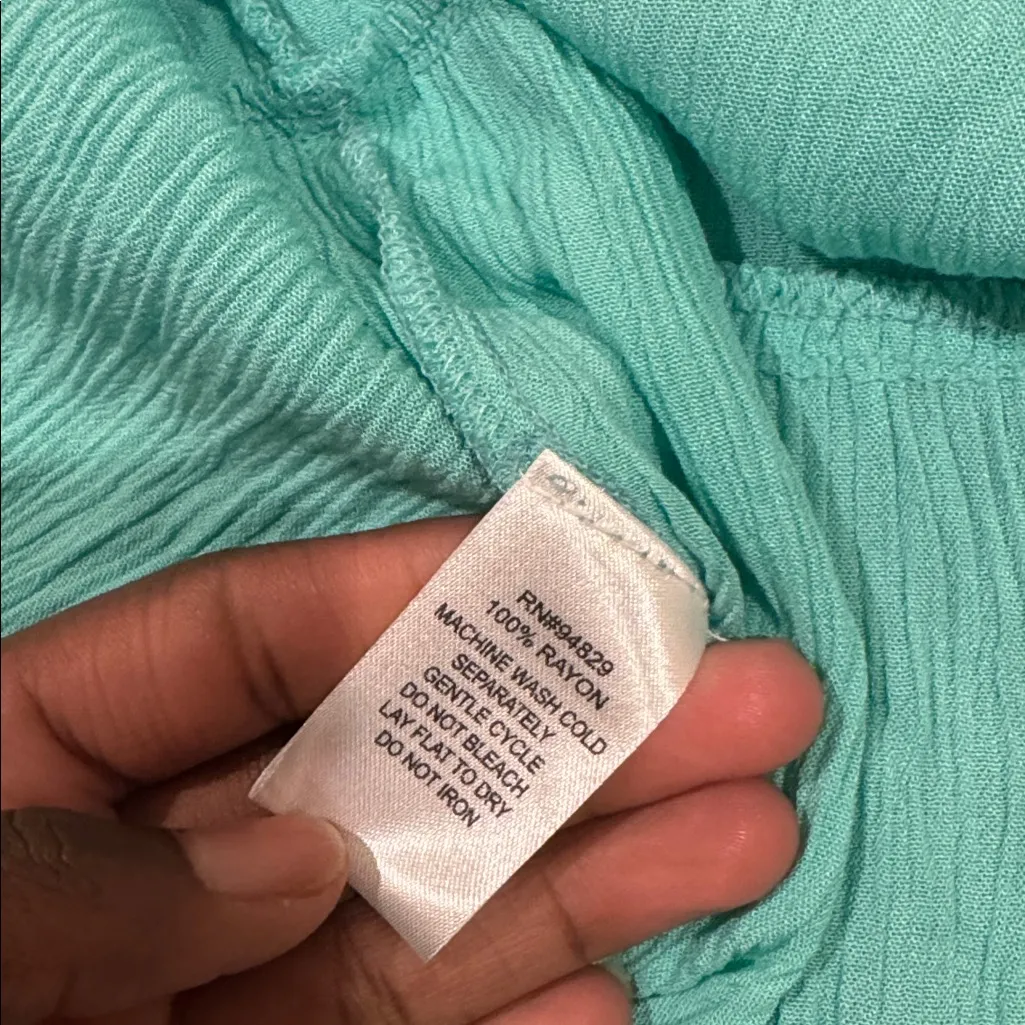 RN#94829
100% RAYON
MACHINE WASH COLD
SEPARATELY
GENTLE CYCLE
DO NOT BLEACH
LAY FLAT TO DRY
DO NOT IRON